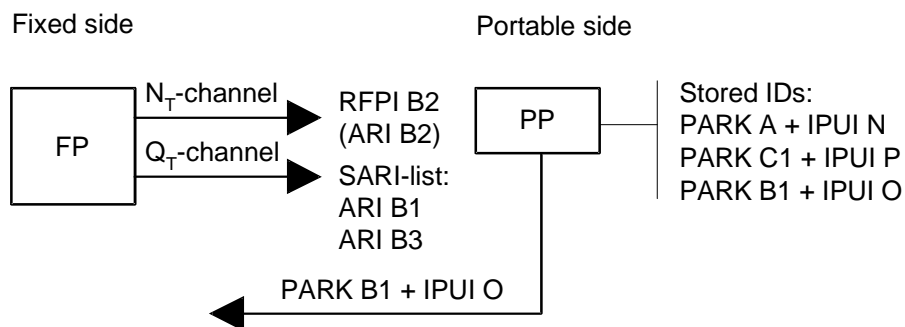 Fixed side
Portable side
N_T-channel
RFPI B2
(ARI B2)
FP
Q_T-channel
SARI-list:
ARI B1
ARI B3
PP
Stored IDs:
PARK A + IPUI N
PARK C1 + IPUI P
PARK B1 + IPUI O
PARK B1 + IPUI O